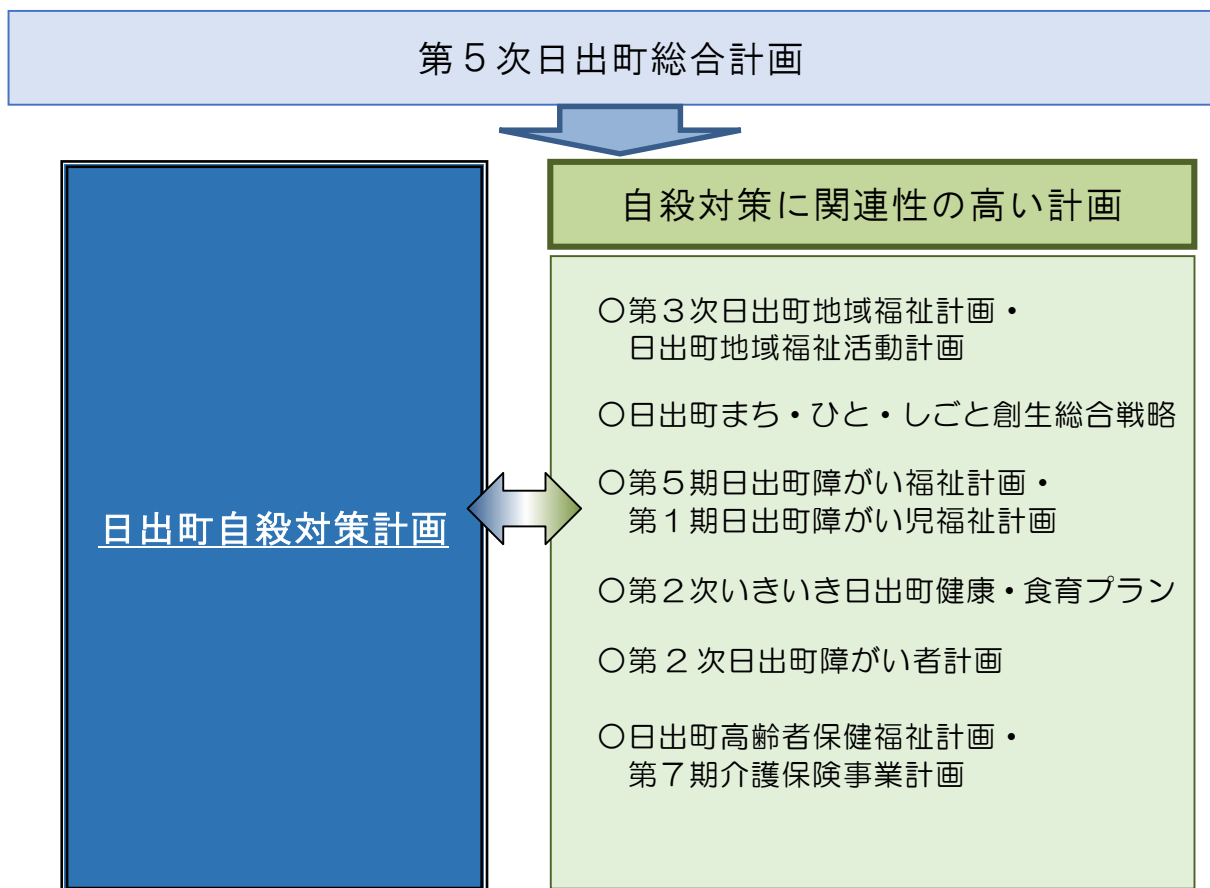 第５次日出町総合計画
日出町自殺対策計画
自殺対策に関連性の高い計画
〇第３次日出町地域福祉計画・
日出町地域福祉活動計画
〇日出町まち・ひと・しごと創生総合戦略
〇第５期日出町障がい福祉計画・
第１期日出町障がい児福祉計画
〇第２次いきいき日出町健康・食育プラン
〇第２次日出町障がい者計画
〇日出町高齢者保健福祉計画・
第７期介護保険事業計画